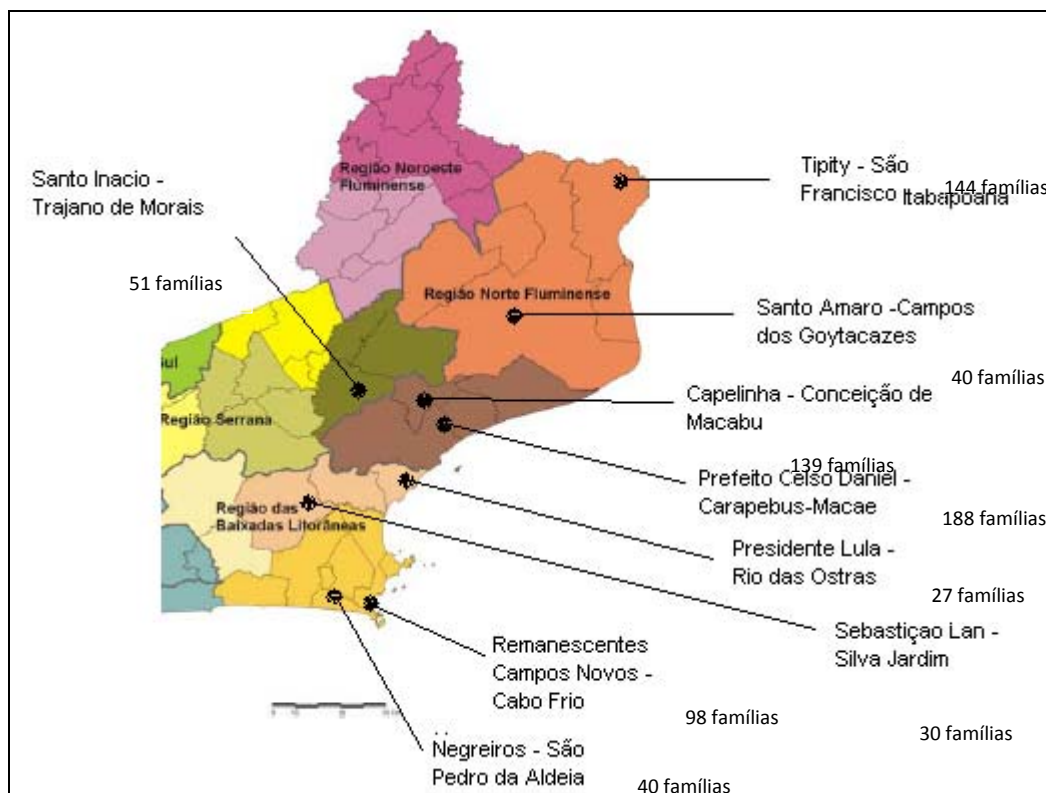 Região Noroeste
Fluminense
Santo Inacio -
Trajano de Morais
51 famílias
Tipity - São
Francisco Itabapoana
144 famílias
Região Norte Fluminense
Santo Amaro -Campos
dos Goytacazes
40 famílias
Capelinha - Conceição de
Macabu
139 famílias
Região Serrana
Prefeito Celso Daniel -
Carapebus-Macae
188 famílias
Região das
Baixadas Litorâneas
Presidente Lula -
Rio das Ostras
27 famílias
Sebastiçao Lan -
Silva Jardim
30 famílias
Remanescentes
Campos Novos -
Cabo Frio
98 famílias
Negreiros - São
Pedro da Aldeia
40 famílias